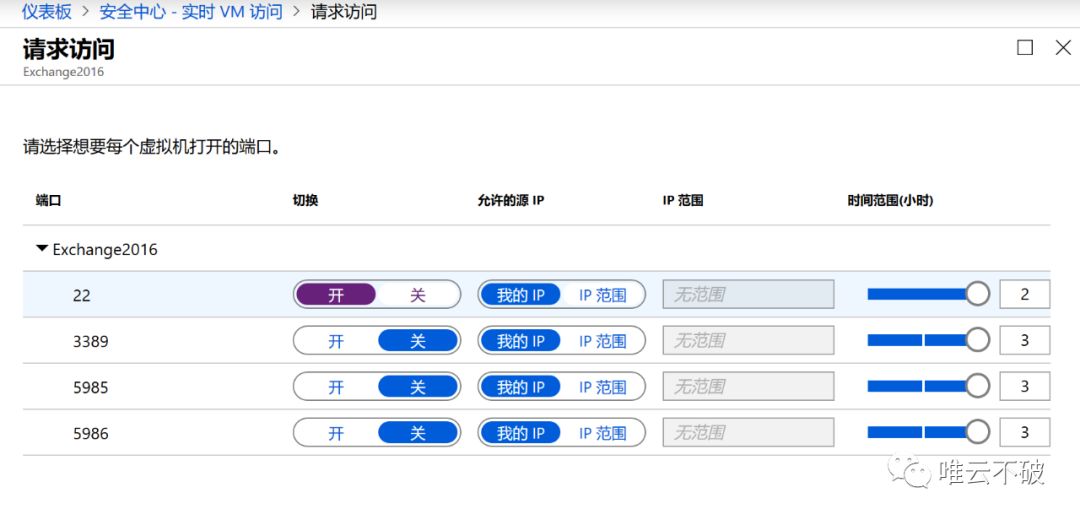 仪表板 > 安全中心 - 实时 VM 访问 > 请求访问
请求访问
Exchange2016
请选择想要每个虚拟机打开的端口。
端口 切换 允许的源 IP IP 范围 时间范围(小时)
Exchange2016
22 开 关 我的 IP IP 范围 无范围 2
3389 开 关 我的 IP IP 范围 无范围 3
5985 开 关 我的 IP IP 范围 无范围 3
5986 开 关 我的 IP IP 范围 无范围 3
唯云不破